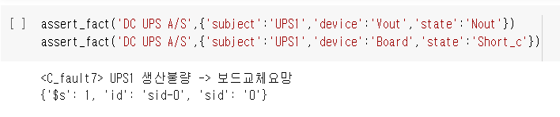 [ ] assert_fact('DC UPS A/S',{'subject':'UPS1','device':'Vout','state':'Nout'})
assert_fact('DC UPS A/S',{'subject':'UPS1','device':'Board','state':'Short_c'})
<C_fault7> UPS1 생산불량 -> 보드교체요망
{'$s': 1, 'id': 'sid-0', 'sid': '0'}